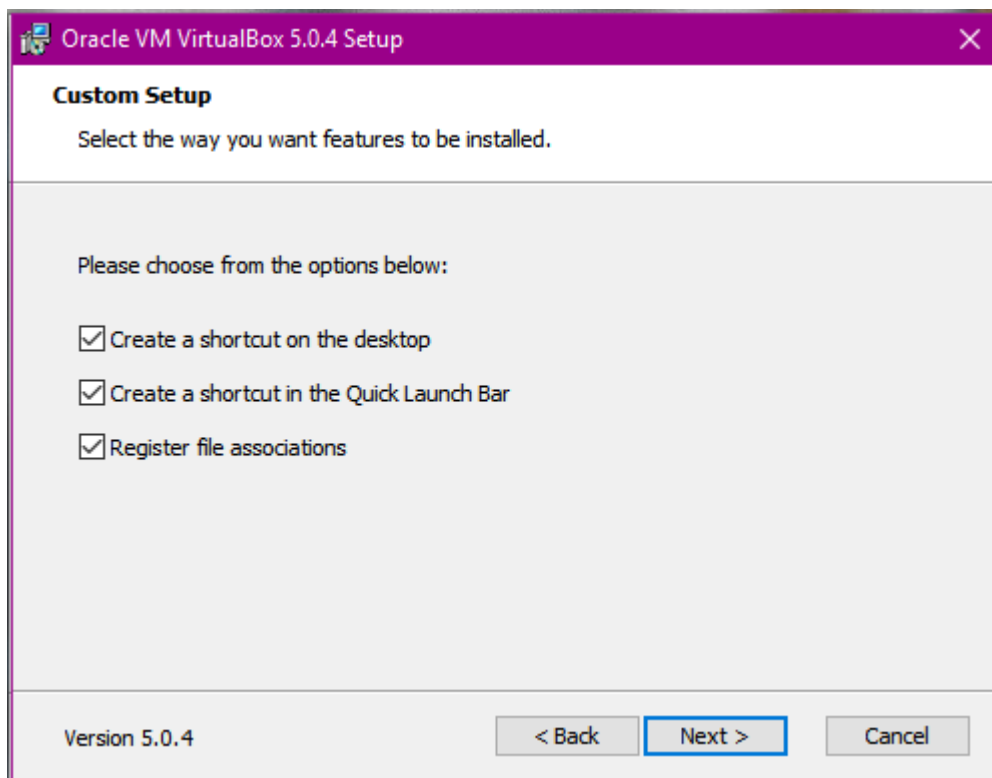 Oracle VM VirtualBox 5.0.4 Setup
Custom Setup
Select the way you want features to be installed.
Please choose from the options below:
Create a shortcut on the desktop
Create a shortcut in the Quick Launch Bar
Register file associations
Version 5.0.4
< Back
Next >
Cancel